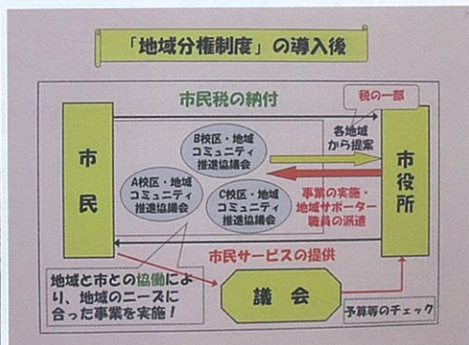 「地域分権制度」の導入後
市民税の納付
税の一部
各地域
から提案
市民
B校区・地域
コミュニティ
推進協議会
A校区・地域
コミュニティ
推進協議会
C校区・地域
コミュニティ
推進協議会
市役所
事業の実施・
地域サポーター
職員の派遣
市民サービスの提供
地域と市との協働によ
り、地域のニーズに
合った事業を実施！
議会
予算等のチェック